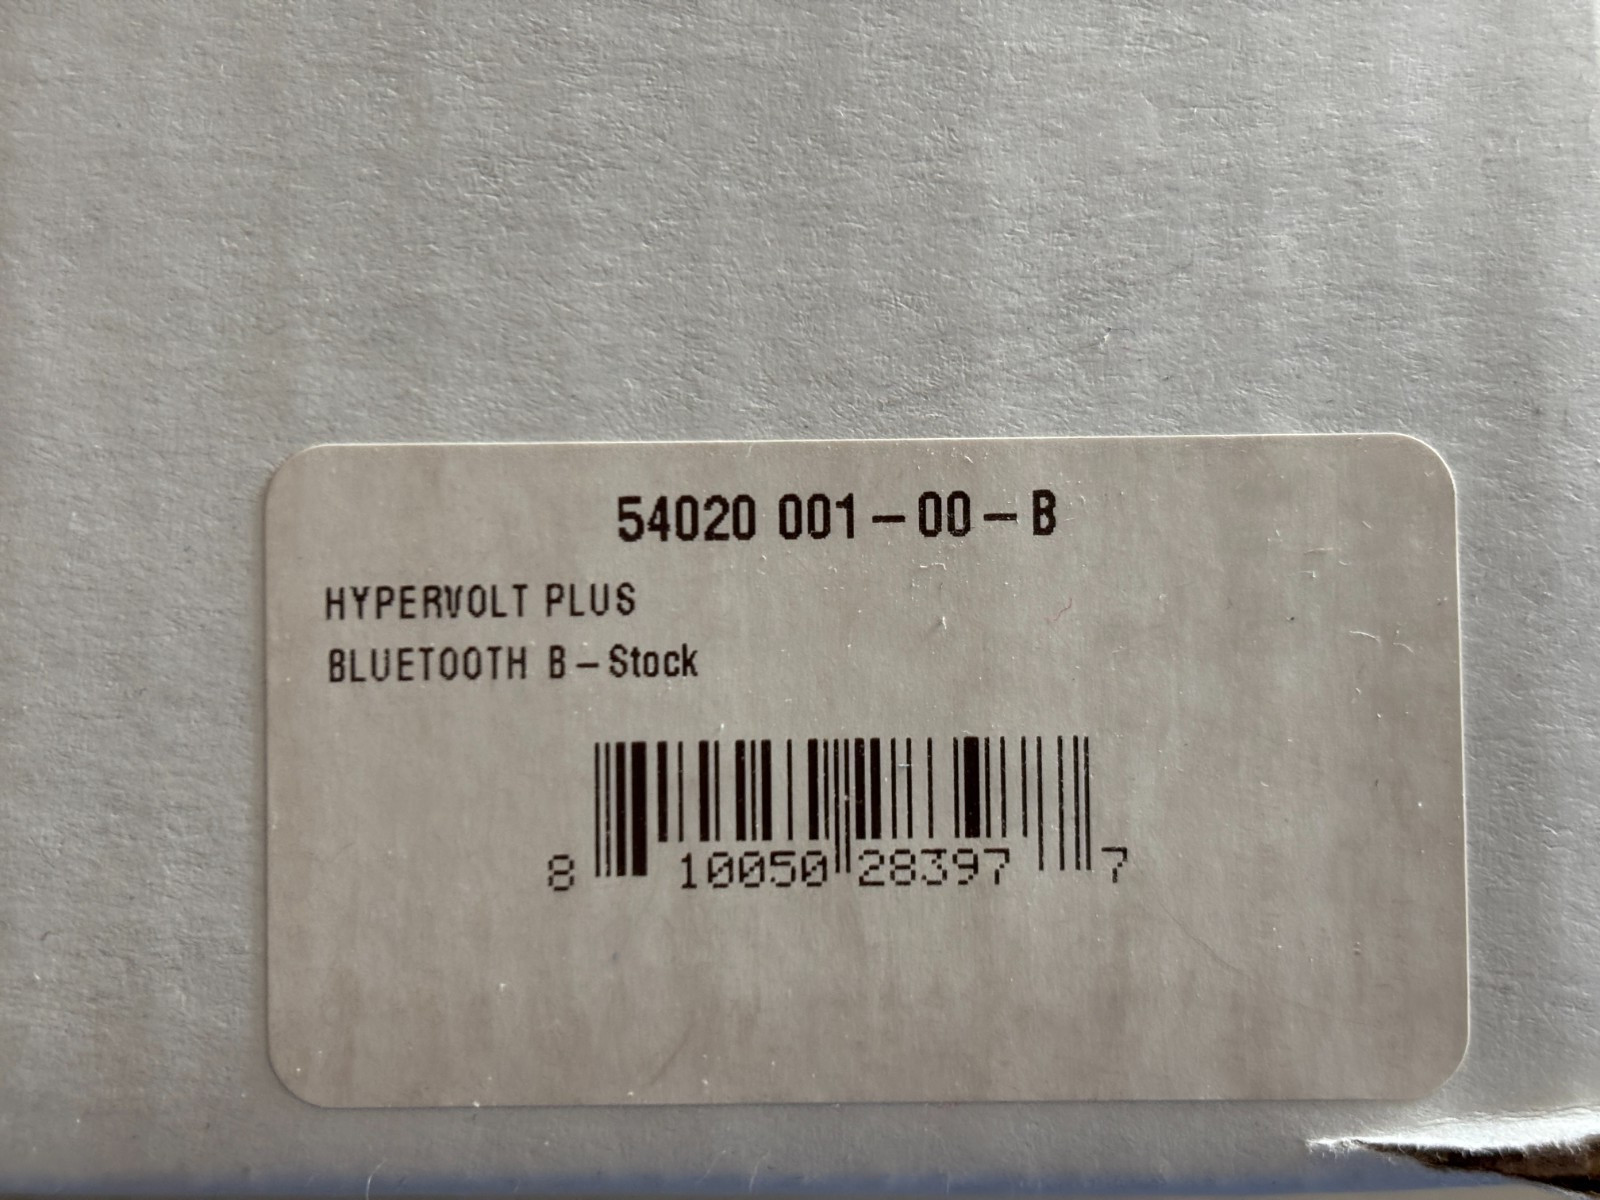 54020 001-00-B
HYPERVOLT PLUS
BLUETOOTH B-Stock
8 10050 28397 7